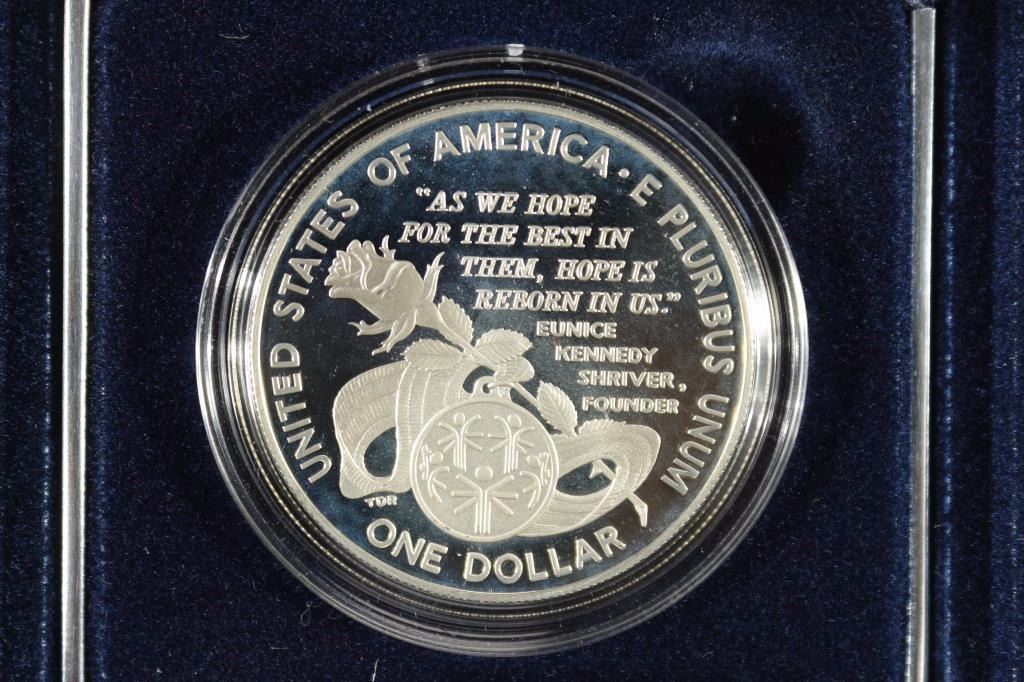 UNITED STATES OF AMERICA · E PLURIBUS UNUM
"AS WE HOPE
FOR THE BEST IN
THEM, HOPE IS
REBORN IN US."
EUNICE
KENNEDY
SHRIVER,
FOUNDER
TDR
ONE DOLLAR